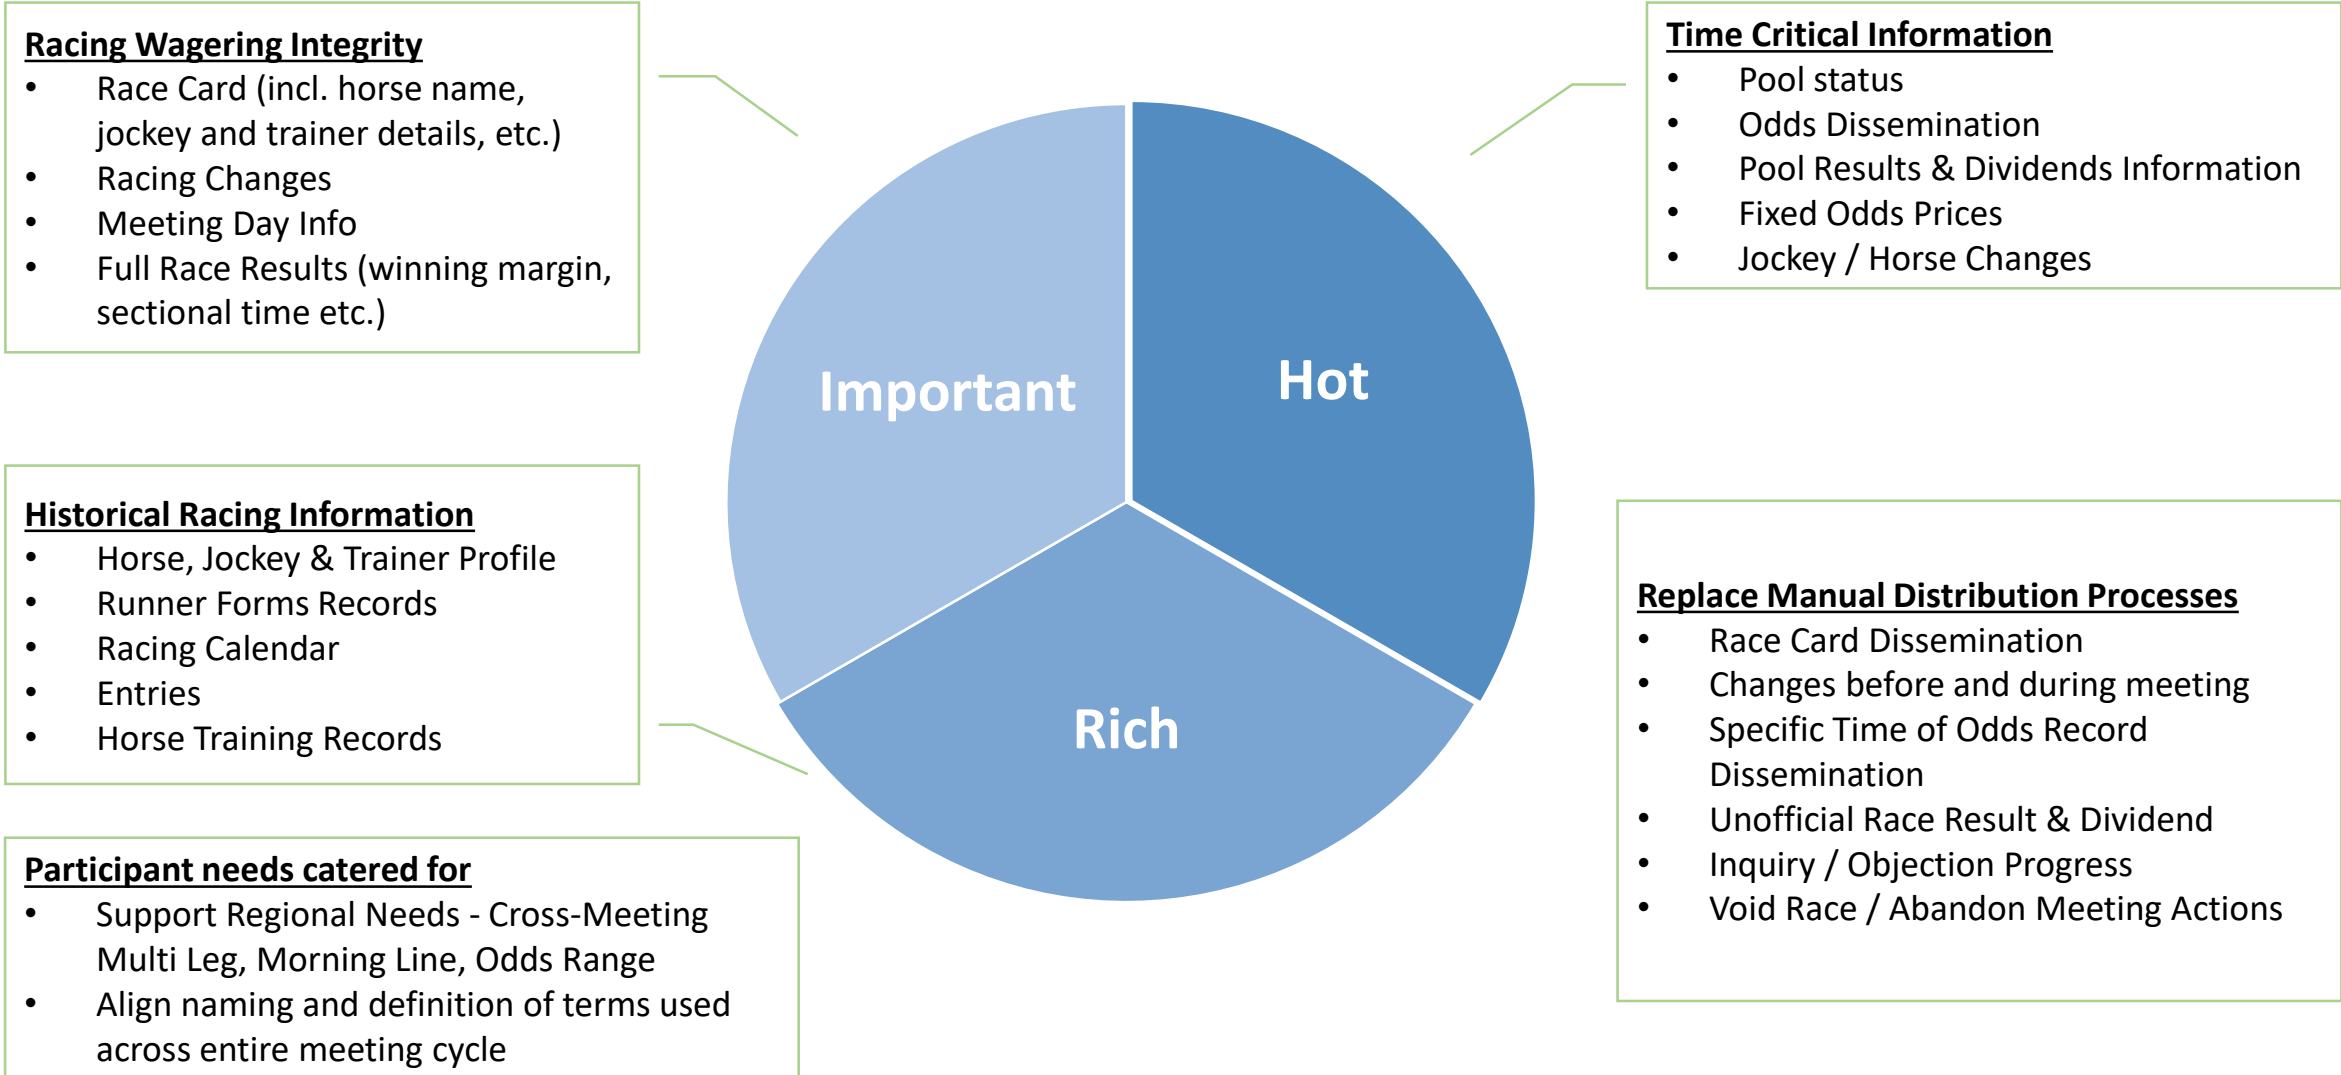 Racing Wagering Integrity
• Race Card (incl. horse name,
jockey and trainer details, etc.)
• Racing Changes
• Meeting Day Info
• Full Race Results (winning margin,
sectional time etc.)
Time Critical Information
• Pool status
• Odds Dissemination
• Pool Results & Dividends Information
• Fixed Odds Prices
• Jockey / Horse Changes
Important
Hot
Rich
Historical Racing Information
• Horse, Jockey & Trainer Profile
• Runner Forms Records
• Racing Calendar
• Entries
• Horse Training Records
Replace Manual Distribution Processes
• Race Card Dissemination
• Changes before and during meeting
• Specific Time of Odds Record
Dissemination
• Unofficial Race Result & Dividend
• Inquiry / Objection Progress
• Void Race / Abandon Meeting Actions
Participant needs catered for
• Support Regional Needs - Cross-Meeting
Multi Leg, Morning Line, Odds Range
• Align naming and definition of terms used
across entire meeting cycle